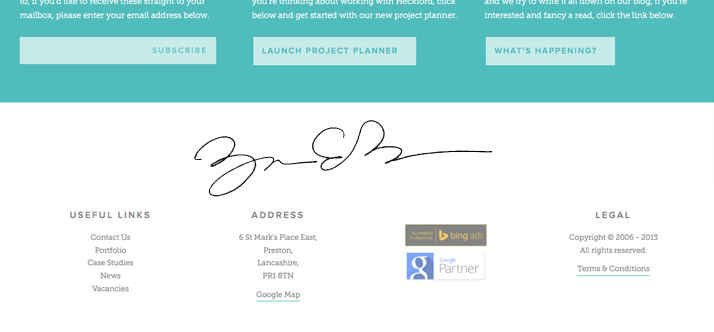 to, if you'd like to receive these straight to your
mailbox, please enter your email address below.
SUBSCRIBE
you're thinking about working with Heckford, click
below and get started with our new project planner.
LAUNCH PROJECT PLANNER
and we try to write it all down on our blog, if you're
interested and fancy a read, click the link below.
WHAT'S HAPPENING?
USEFUL LINKS
Contact Us
Portfolio
Case Studies
News
Vacancies
ADDRESS
6 St Mark's Place East,
Preston,
Lancashire,
PR1 8TN
Google Map
Accredited
Professional
bing ads
g
Google
Partner
LEGAL
Copyright © 2006 - 2013
All rights reserved.
Terms & Conditions